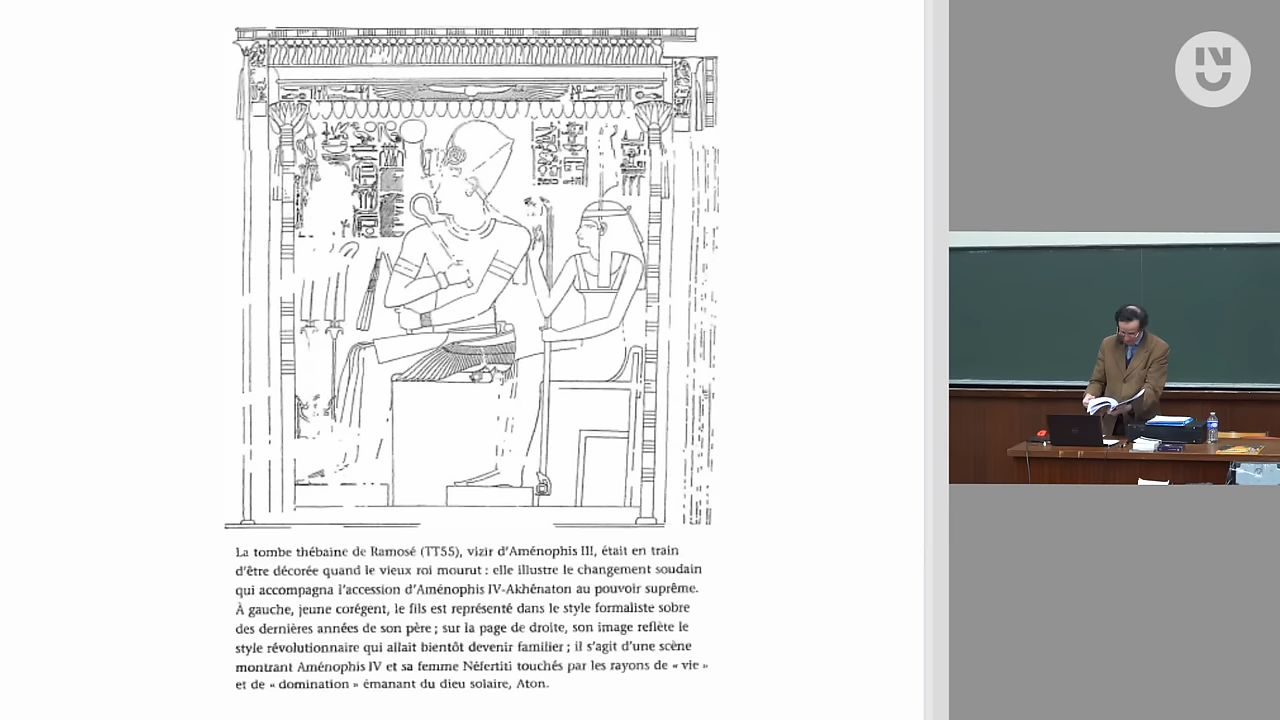 La tombe thébaine de Ramosé (TT55), vizir d'Aménophis III, était en train
d'être décorée quand le vieux roi mourut : elle illustre le changement soudain
qui accompagna l'accession d'Aménophis IV-Akhénaton au pouvoir suprême.
À gauche, jeune corégent, le fils est représenté dans le style formaliste sobre
des dernières années de son père ; sur la page de droite, son image reflète le
style révolutionnaire qui allait bientôt devenir familier ; il s'agit d'une scène
montrant Aménophis IV et sa femme Néfertiti touchés par les rayons de « vie »
et de « domination » émanant du dieu solaire, Aton.